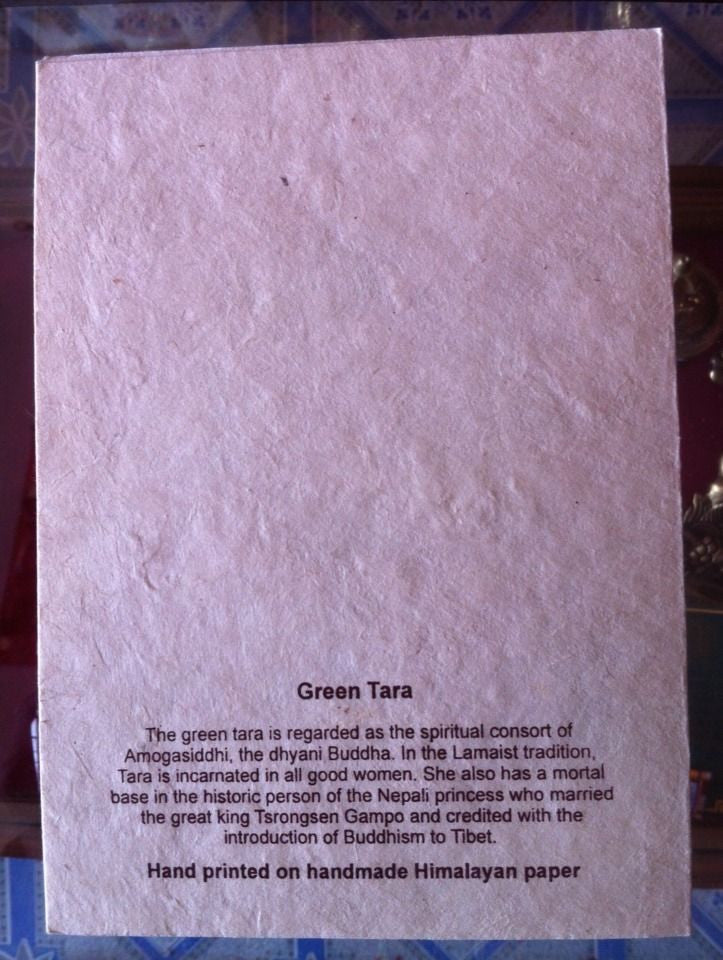 Green Tara
The green tara is regarded as the spiritual consort of
Amogasiddhi, the dhyani Buddha. In the Lamaist tradition,
Tara is incarnated in all good women. She also has a mortal
base in the historic person of the Nepali princess who married
the great king Tsrongsen Gampo and credited with the
introduction of Buddhism to Tibet.
Hand printed on handmade Himalayan paper